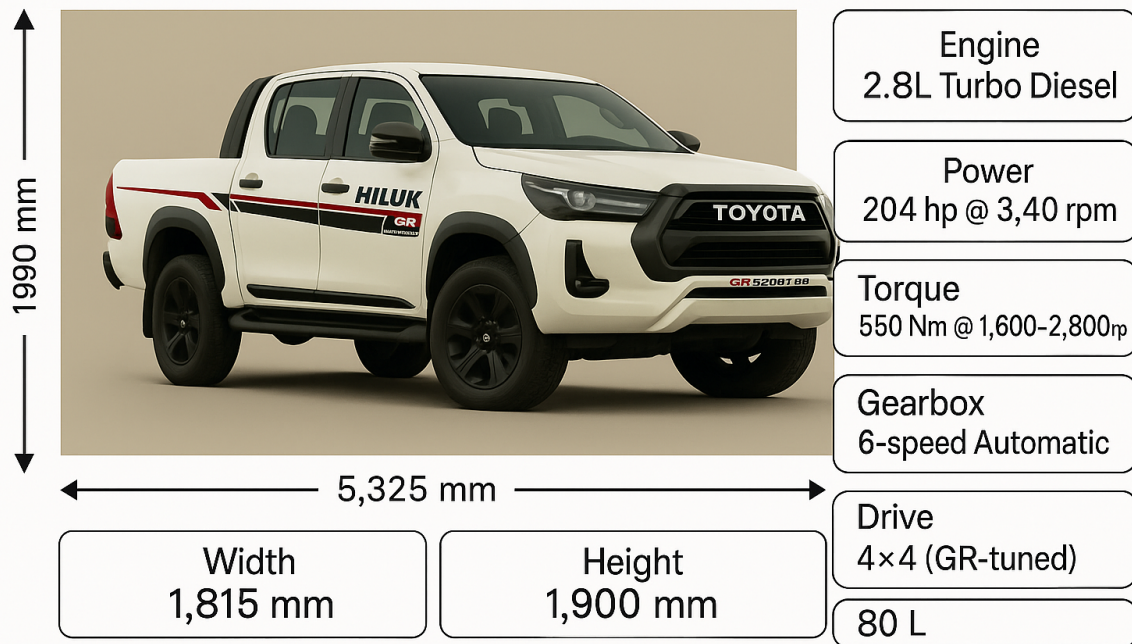 1990 mm
HILUK
GR
TOYOTA
GR 5208T 88
5,325 mm
Width
1,815 mm
Height
1,900 mm
Engine
2.8L Turbo Diesel
Power
204 hp @ 3,40 rpm
Torque
550 Nm @ 1,600-2,800rp
Gearbox
6-speed Automatic
Drive
4×4 (GR-tuned)
80 L